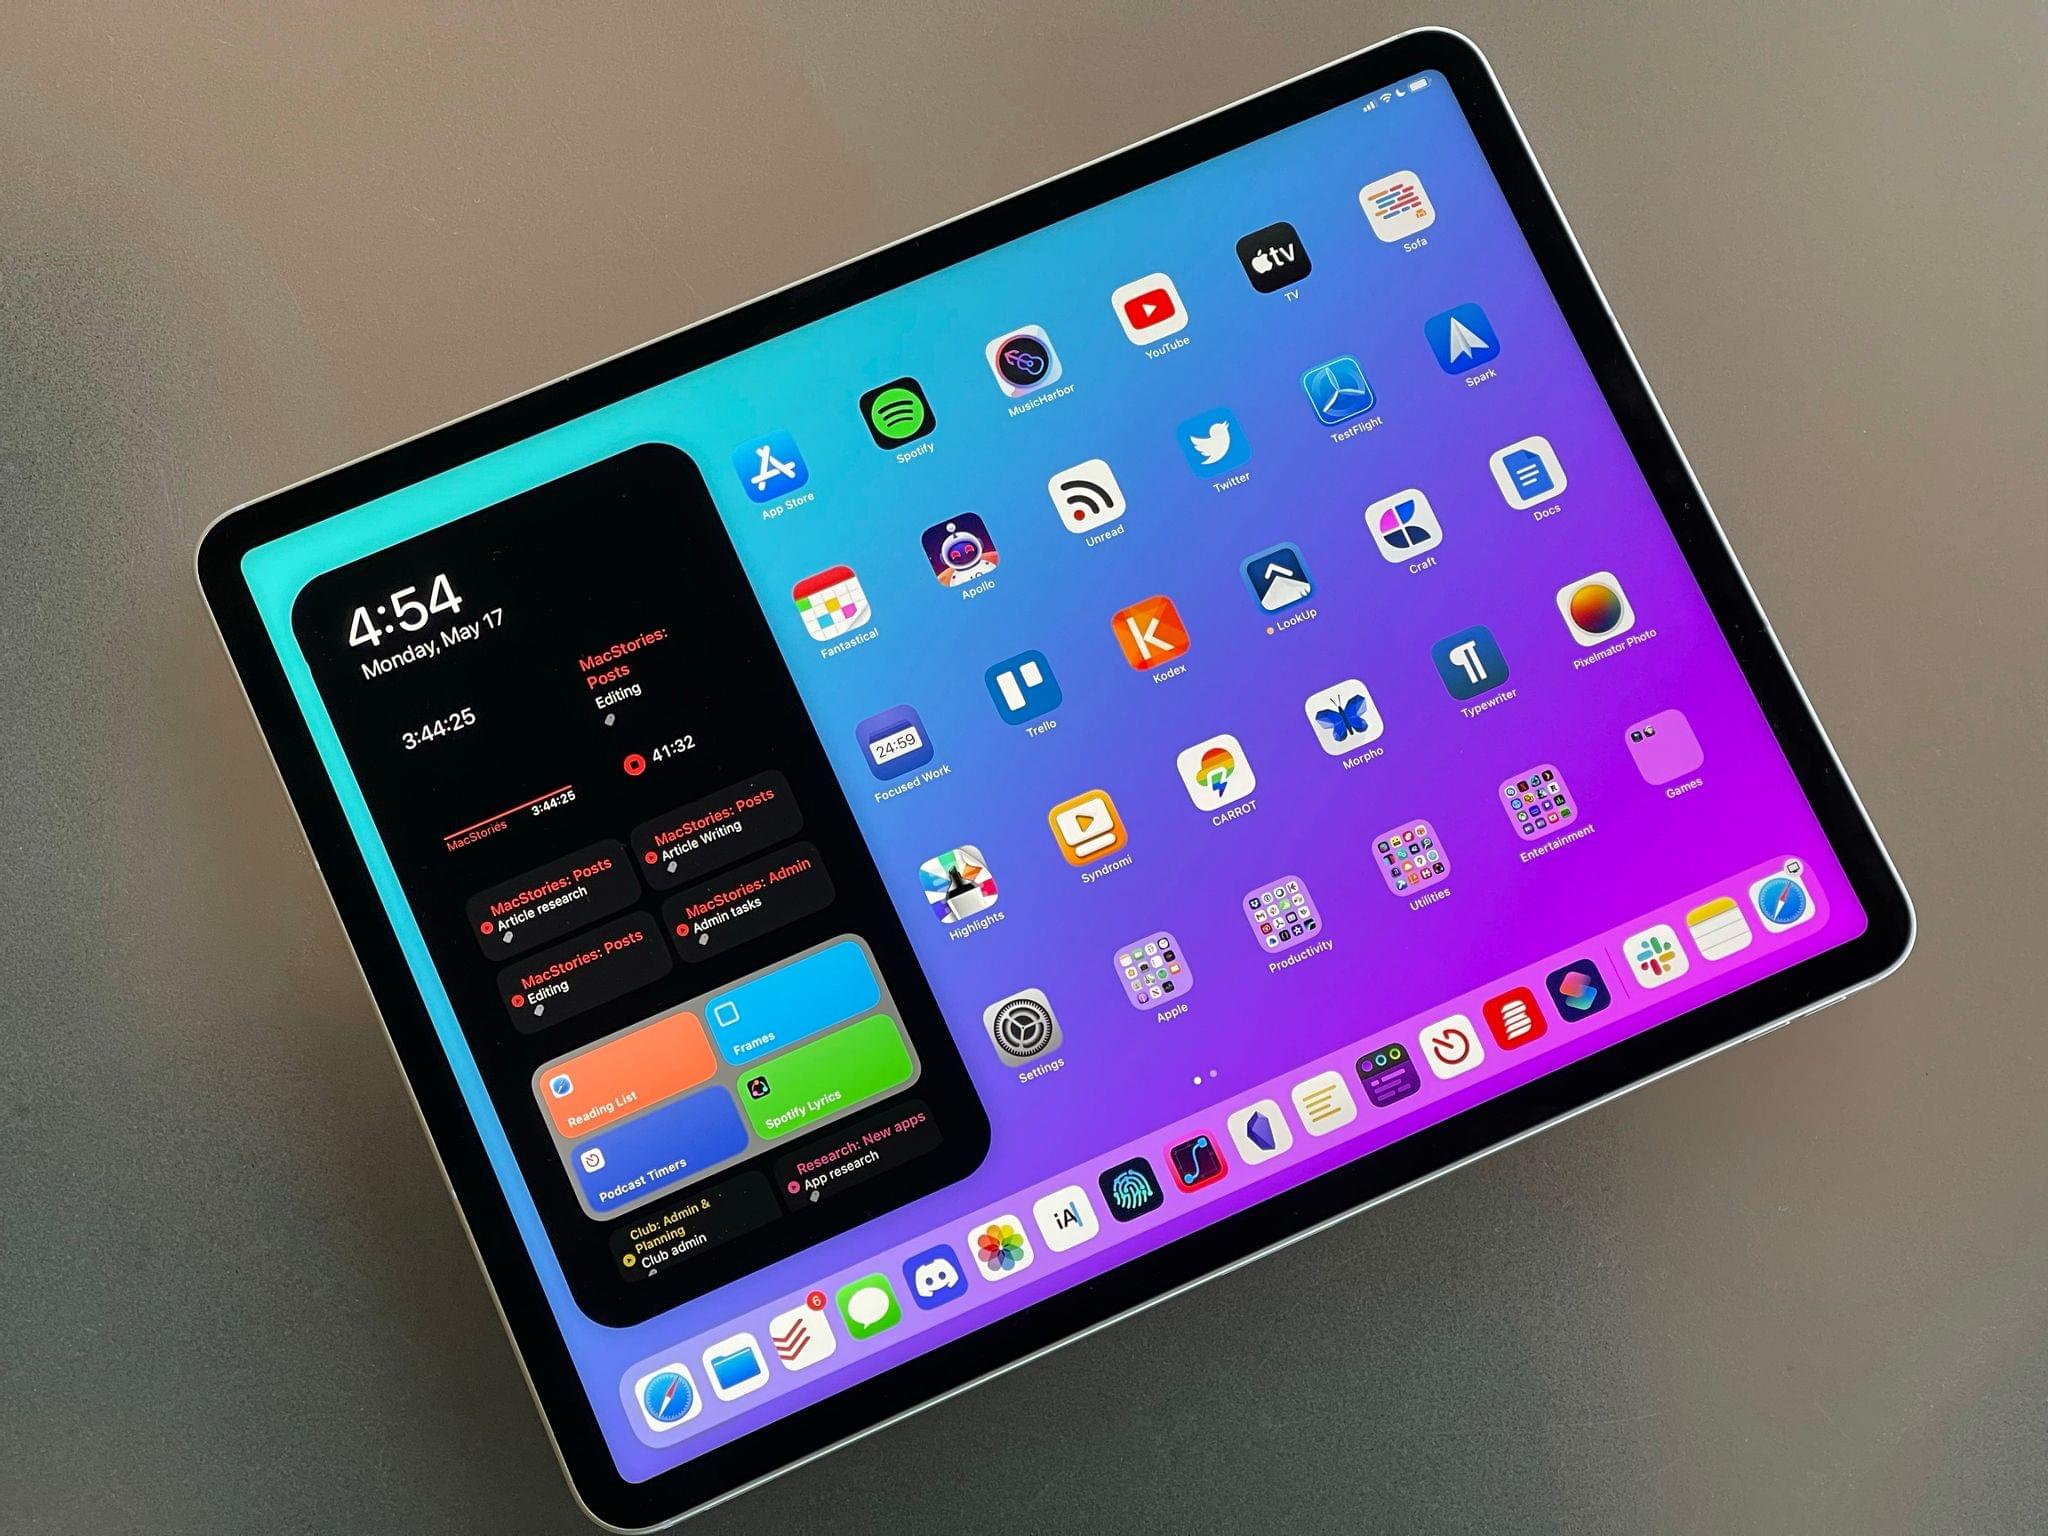 4:54
Monday, May 17
3:44:25
MacStories:
Posts
Editing
41:32
3:44:25
MacStories
MacStories: Posts
Article research
MacStories: Posts
Article Writing
MacStories: Posts
Editing
MacStories: Admin
Admin tasks
Reading List
Frames
Podcast Timers
Spotify Lyrics
Club: Admin &
Planning
Club admin
Research: New apps
App research
App Store
Spotify
MusicHarbor
YouTube
tv
TV
Sofa
Fantastical
Apollo
Unread
Twitter
TestFlight
Spark
24:59
Focused Work
Trello
K
Kodex
LookUp
Craft
Docs
Highlights
Syndromi
CARROT
Morpho
Typewriter
Pixelmator Photo
Settings
Apple
Productivity
Utilities
Entertainment
Games
6
iA